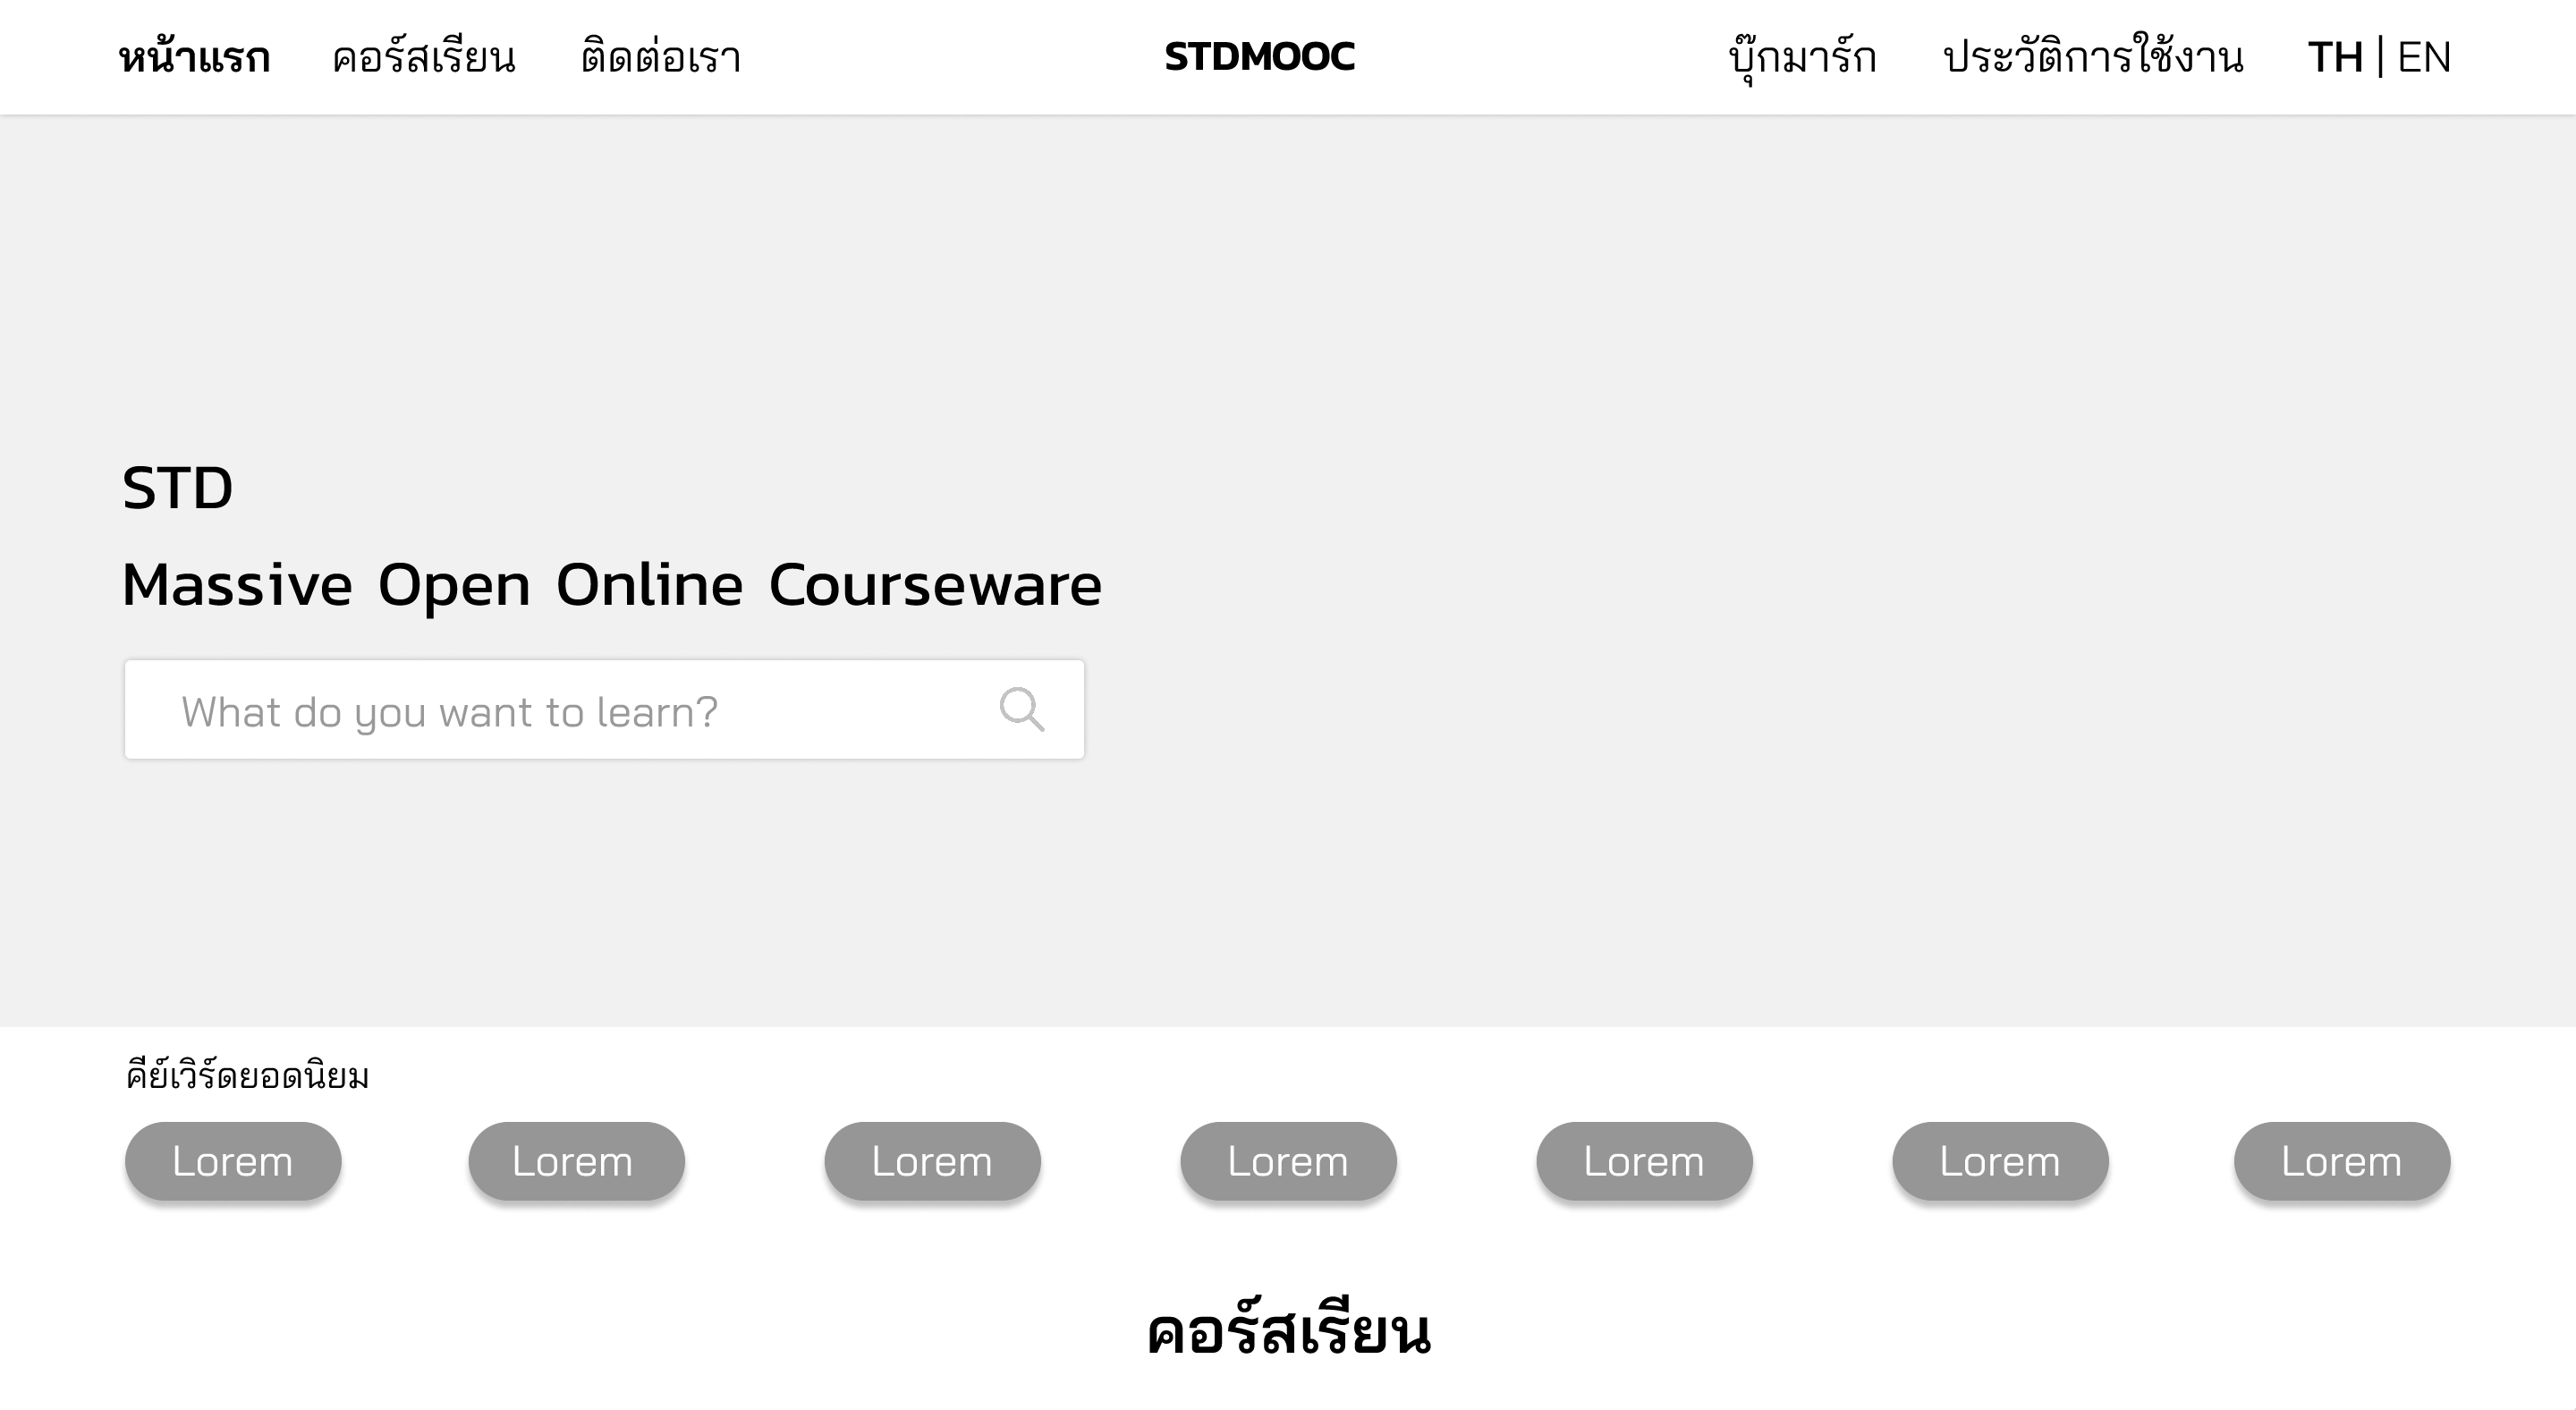 หน้าแรก คอร์สเรียน ติดต่อเรา STDMOOC บุ๊กมาร์ก ประวัติการใช้งาน TH | EN
STD
Massive Open Online Courseware
What do you want to learn?
คีย์เวิร์ดยอดนิยม
Lorem Lorem Lorem Lorem Lorem Lorem Lorem
คอร์สเรียน